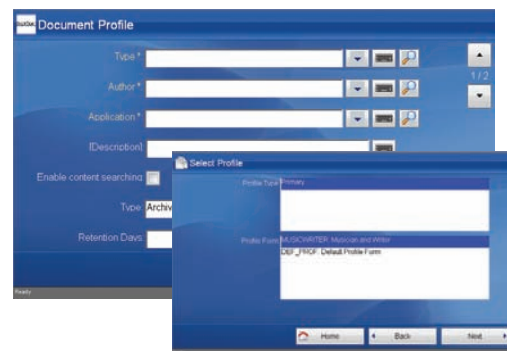 Document Profile
Type *
1/2
Author *
Application *
[Description]
Enable content searching:
Type: Archiv
Retention Days:
Ready
Select Profile
Profile Type Primary
Profile Form MUSICWRITER: Musician and Writer
DEF_PROF: Default Profile Form
Home Back Next